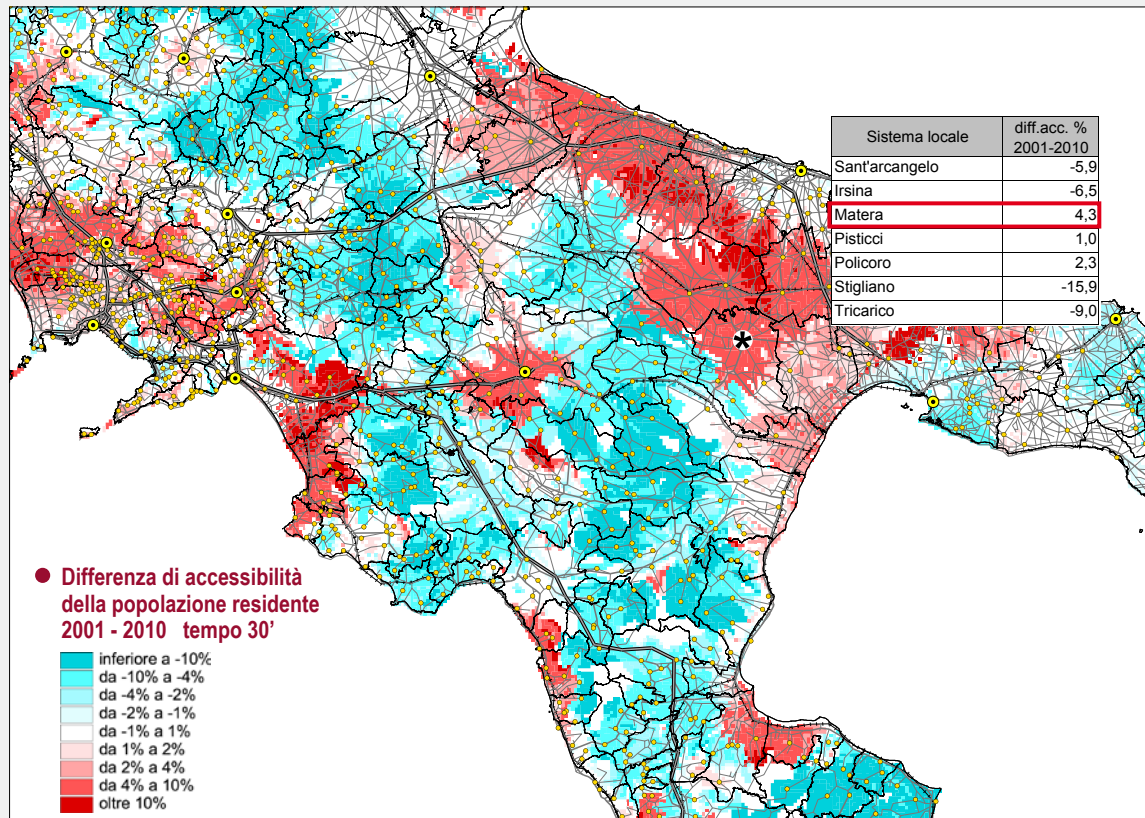 Sistema locale diff.acc. %
2001-2010
Sant'arcangelo -5,9
Irsina -6,5
Matera 4,3
Pisticci 1,0
Policoro 2,3
Stigliano -15,9
Tricarico -9,0
*
● Differenza di accessibilità
della popolazione residente
2001 - 2010 tempo 30’
inferiore a -10%
da -10% a -4%
da -4% a -2%
da -2% a -1%
da -1% a 1%
da 1% a 2%
da 2% a 4%
da 4% a 10%
oltre 10%